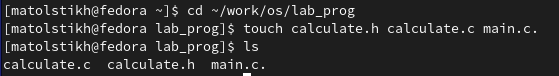 [matolstikh@fedora ~]$ cd ~/work/os/lab_prog
[matolstikh@fedora lab_prog]$ touch calculate.h calculate.c main.c.
[matolstikh@fedora lab_prog]$ ls
calculate.c  calculate.h  main.c.